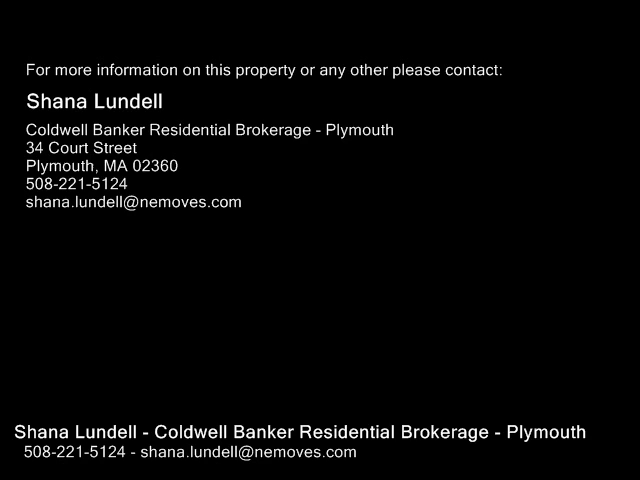 For more information on this property or any other please contact:
Shana Lundell
Coldwell Banker Residential Brokerage - Plymouth
34 Court Street
Plymouth, MA 02360
508-221-5124
shana.lundell@nemoves.com
Shana Lundell - Coldwell Banker Residential Brokerage - Plymouth
508-221-5124 - shana.lundell@nemoves.com